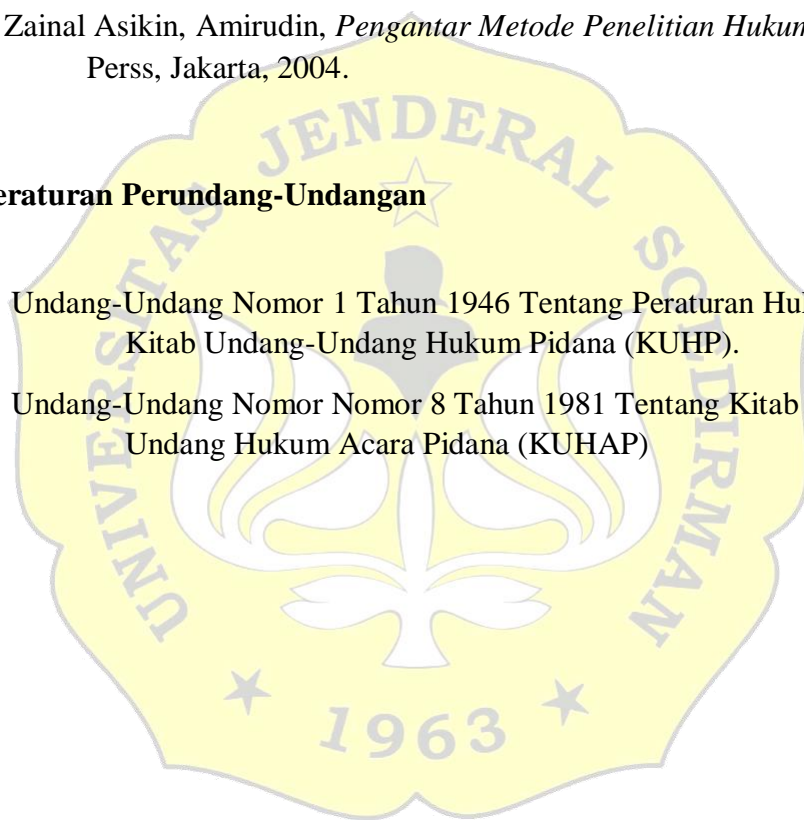 Zainal Asikin, Amirudin, Pengantar Metode Penelitian Hukum
Perss, Jakarta, 2004.
eraturan Perundang-Undangan
Undang-Undang Nomor 1 Tahun 1946 Tentang Peraturan Hu
Kitab Undang-Undang Hukum Pidana (KUHP).
Undang-Undang Nomor Nomor 8 Tahun 1981 Tentang Kitab
Undang Hukum Acara Pidana (KUHAP)
UNIVERSITAS JENDERAL SOEDIRMAN
1963